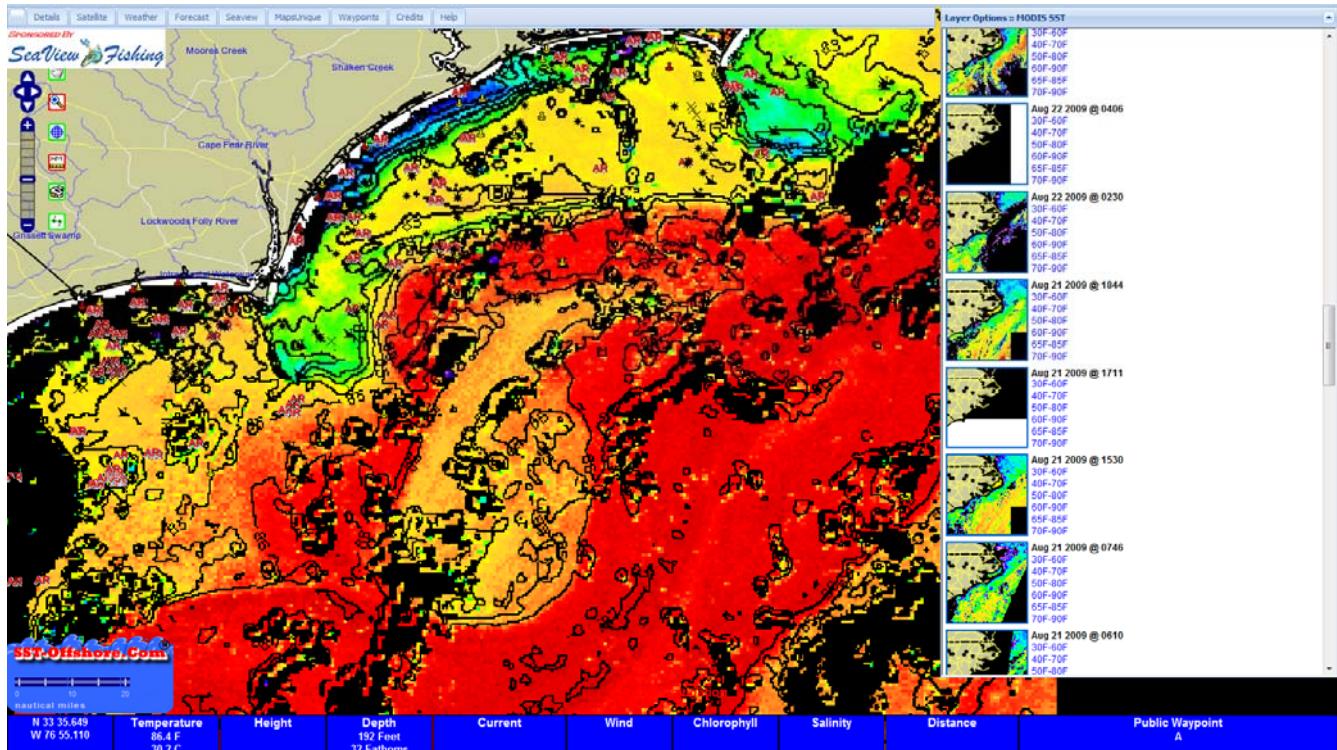 Details Satellite Weather Forecast Seaview MapsUnique Waypoints Credits Help
Layer Options :: MODIS SST
SPONSORED BY
SeaView Fishing
Moores Creek
Shaken Creek
Cape Fear River
Lockwoods Folly River
Grissett Swamp
30F-60F
40F-70F
50F-80F
60F-90F
65F-85F
70F-90F
Aug 22 2009 @ 0406
30F-60F
40F-70F
50F-80F
60F-90F
65F-85F
70F-90F
Aug 22 2009 @ 0230
30F-60F
40F-70F
50F-80F
60F-90F
65F-85F
70F-90F
Aug 21 2009 @ 1844
30F-60F
40F-70F
50F-80F
60F-90F
65F-85F
70F-90F
Aug 21 2009 @ 1711
30F-60F
40F-70F
50F-80F
60F-90F
65F-85F
70F-90F
Aug 21 2009 @ 1530
30F-60F
40F-70F
50F-80F
60F-90F
65F-85F
70F-90F
Aug 21 2009 @ 0746
30F-60F
40F-70F
50F-80F
60F-90F
65F-85F
70F-90F
Aug 21 2009 @ 0610
30F-60F
40F-70F
50F-80F
SST-Offshore.Com
0 10 20
nautical miles
N 33 35.649
W 76 55.110
Temperature
86.4 F
30.2 C
Height
Depth
192 Feet
32 Fathoms
Current
Wind
Chlorophyll
Salinity
Distance
Public Waypoint
A